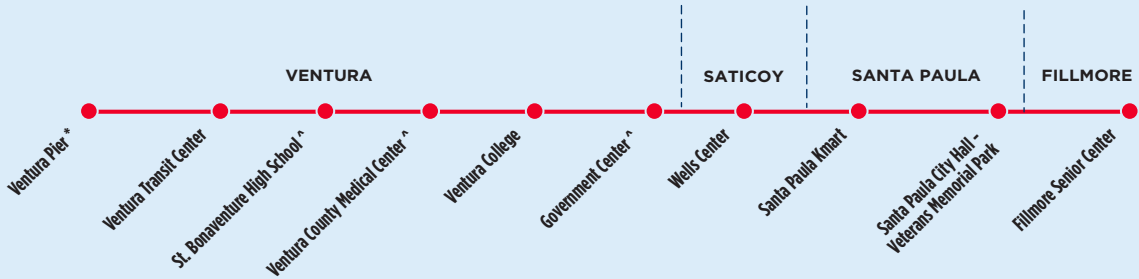 VENTURA
SATICOY
SANTA PAULA
FILLMORE
Ventura Pier*
Ventura Transit Center
St. Bonaventure High School^
Ventura County Medical Center^
Ventura College
Government Center^
Wells Center
Santa Paula Kmart
Santa Paula City Hall –
Veterans Memorial Park
Fillmore Senior Center